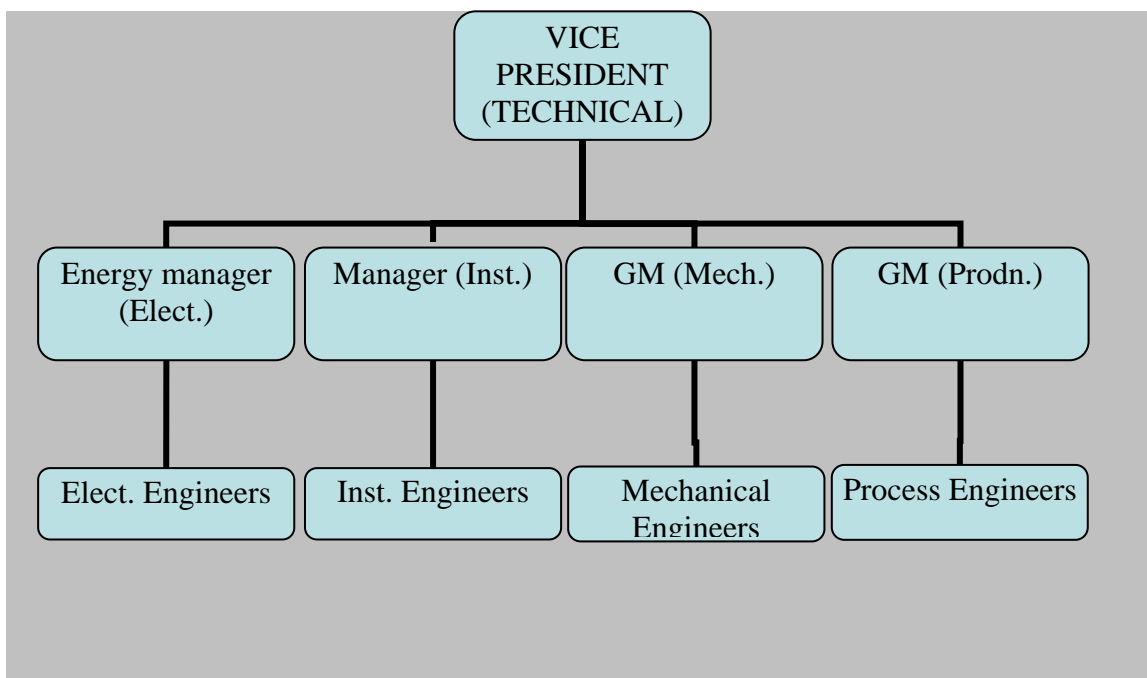 VICE
PRESIDENT
(TECHNICAL)
Energy manager
(Elect.)
Manager (Inst.)
GM (Mech.)
GM (Prodn.)
Elect. Engineers
Inst. Engineers
Mechanical
Engineers
Process Engineers